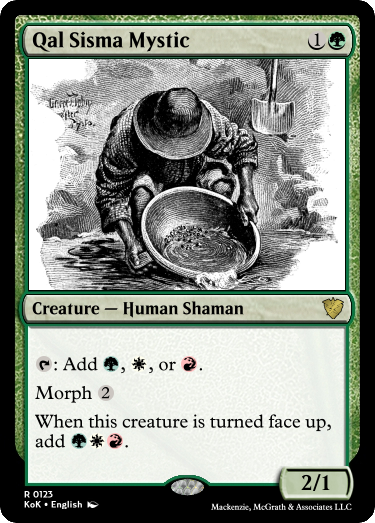 Qal Sisma Mystic 1
Creature — Human Shaman
: Add , , or .
Morph 2
When this creature is turned face up,
add .
2/1
R 0123
KoK • English
Mackenzie, McGrath & Associates LLC